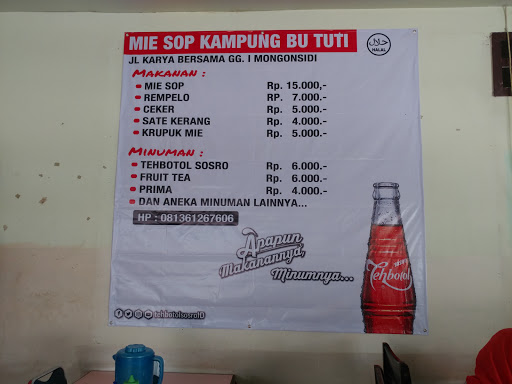 MIE SOP KAMPUNG BU TUTI
HALAL
JL KARYA BERSAMA GG. I MONGONSIDI
MAKANAN :
MIE SOP Rp. 15.000,-
REMPELO RP. 7.000,-
CEKER Rp. 5.000,-
SATE KERANG Rp. 4.000,-
KRUPUK MIE Rp. 5.000,-
MINUMAN :
TEHBOTOL SOSRO Rp. 6.000,-
FRUIT TEA Rp. 6.000,-
PRIMA Rp. 4.000,-
DAN ANEKA MINUMAN LAINNYA...
HP : 081361267606
Apapun
Makanannya,
Minumnya...
Tehbotol
tehbotolsosroID